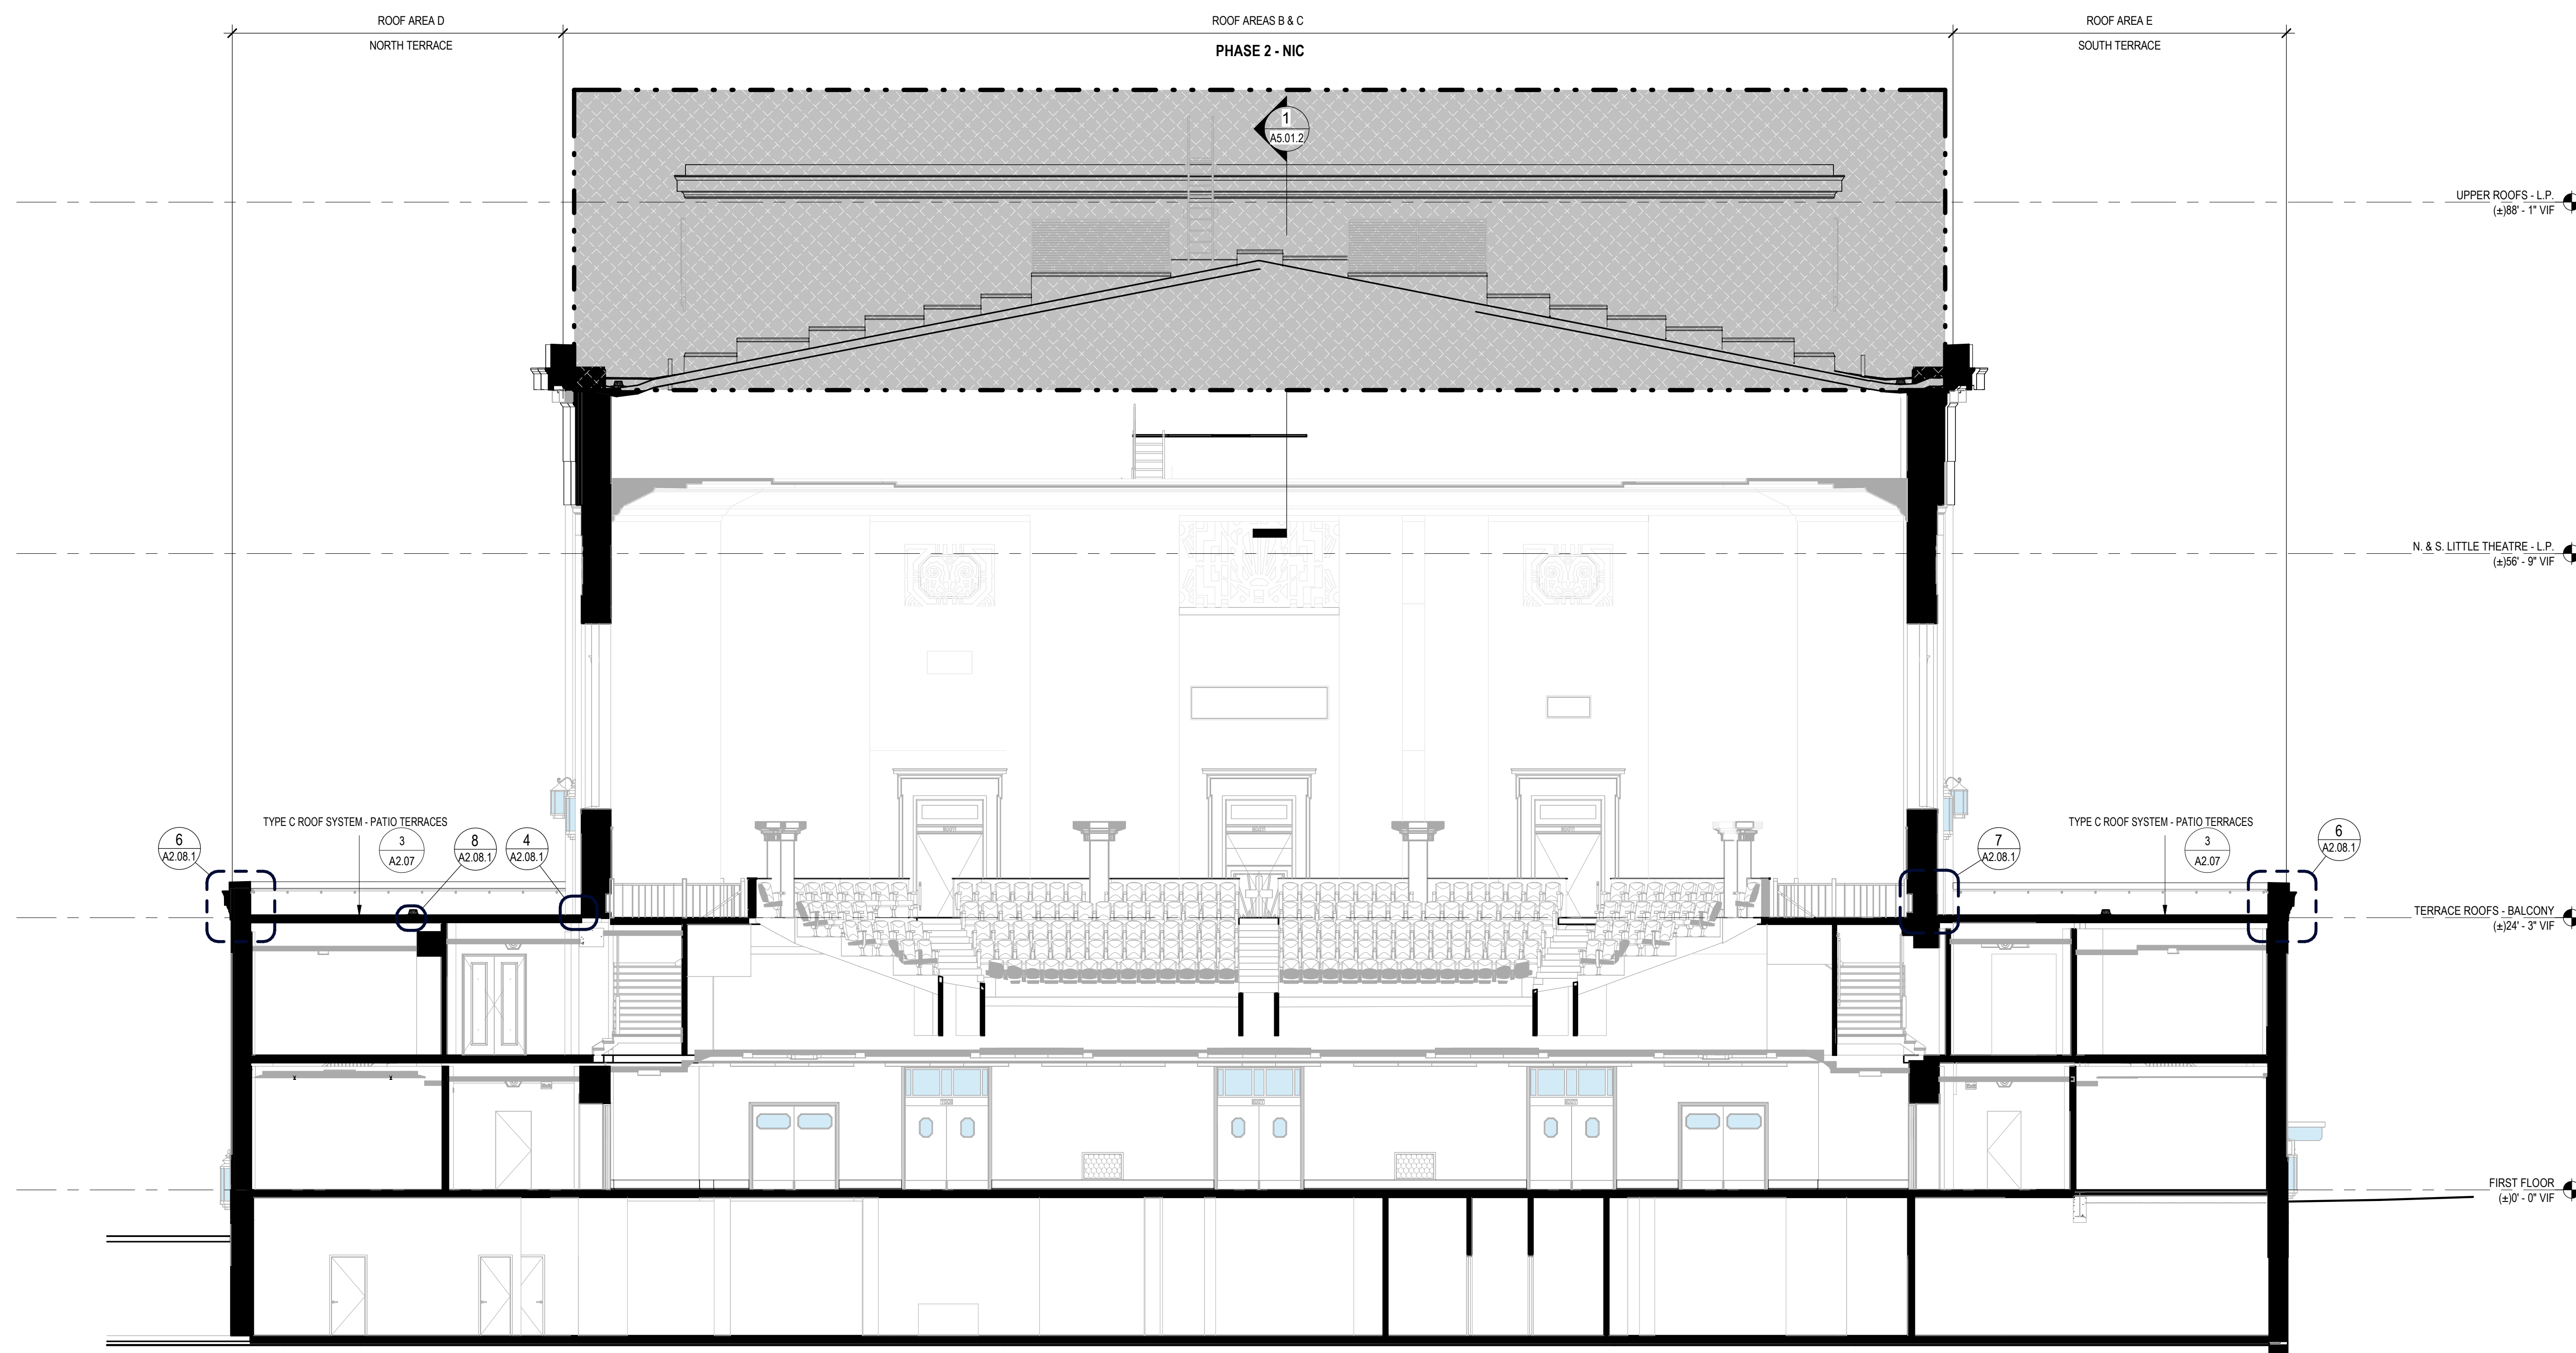 ROOF AREA D
NORTH TERRACE
ROOF AREAS B & C
PHASE 2 - NIC
ROOF AREA E
SOUTH TERRACE
1
A5.01.2
UPPER ROOFS - L.P.
(±)88' - 1" VIF
N. & S. LITTLE THEATRE - L.P.
(±)56' - 9" VIF
6
A2.08.1
TYPE C ROOF SYSTEM - PATIO TERRACES
3
A2.07
8
A2.08.1
4
A2.08.1
7
A2.08.1
TYPE C ROOF SYSTEM - PATIO TERRACES
3
A2.07
6
A2.08.1
TERRACE ROOFS - BALCONY
(±)24' - 3" VIF
FIRST FLOOR
(±)0' - 0" VIF